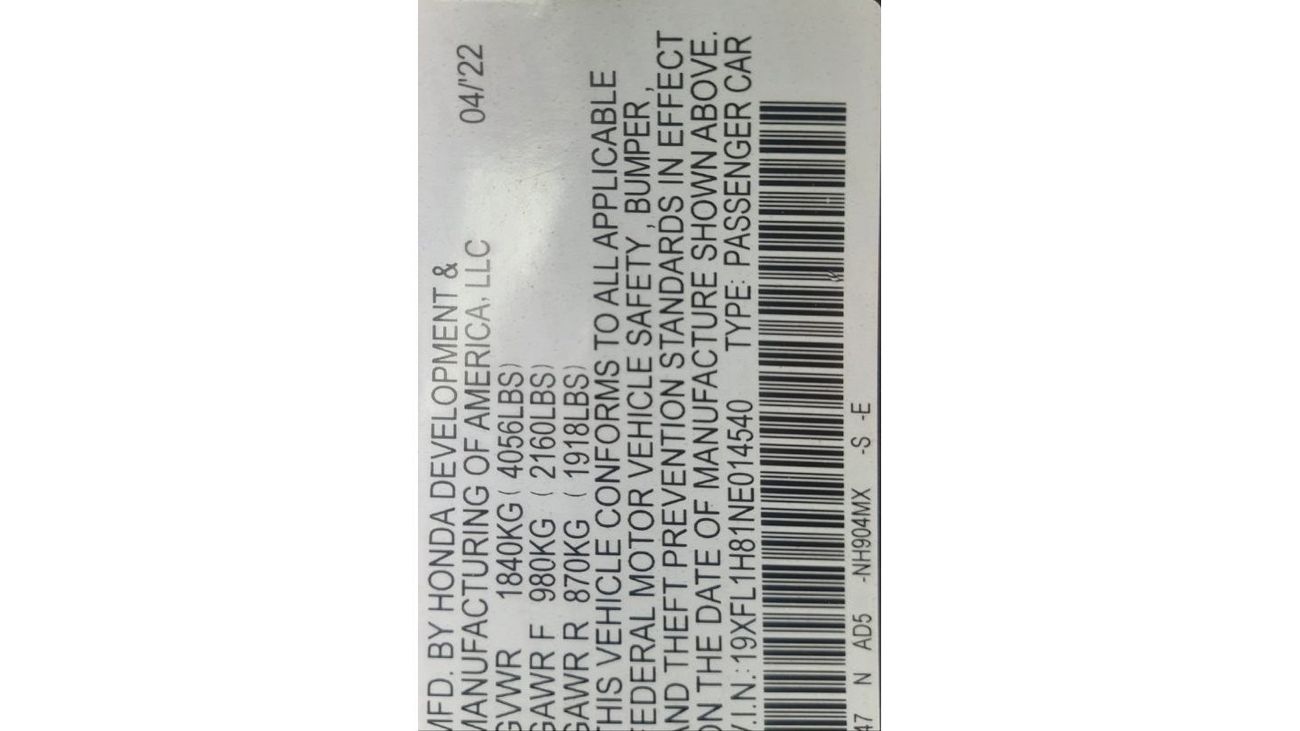 MFD. BY HONDA DEVELOPMENT &
MANUFACTURING OF AMERICA, LLC 04/'22
GVWR 1840KG ( 4056LBS)
GAWR F 980KG ( 2160LBS)
GAWR R 870KG ( 1918LBS)
THIS VEHICLE CONFORMS TO ALL APPLICABLE
FEDERAL MOTOR VEHICLE SAFETY , BUMPER ,
AND THEFT PREVENTION STANDARDS IN EFFECT
ON THE DATE OF MANUFACTURE SHOWN ABOVE.
V.I.N.: 19XFL1H81NE014540 TYPE: PASSENGER CAR
47 N AD5 -NH904MX -S -E